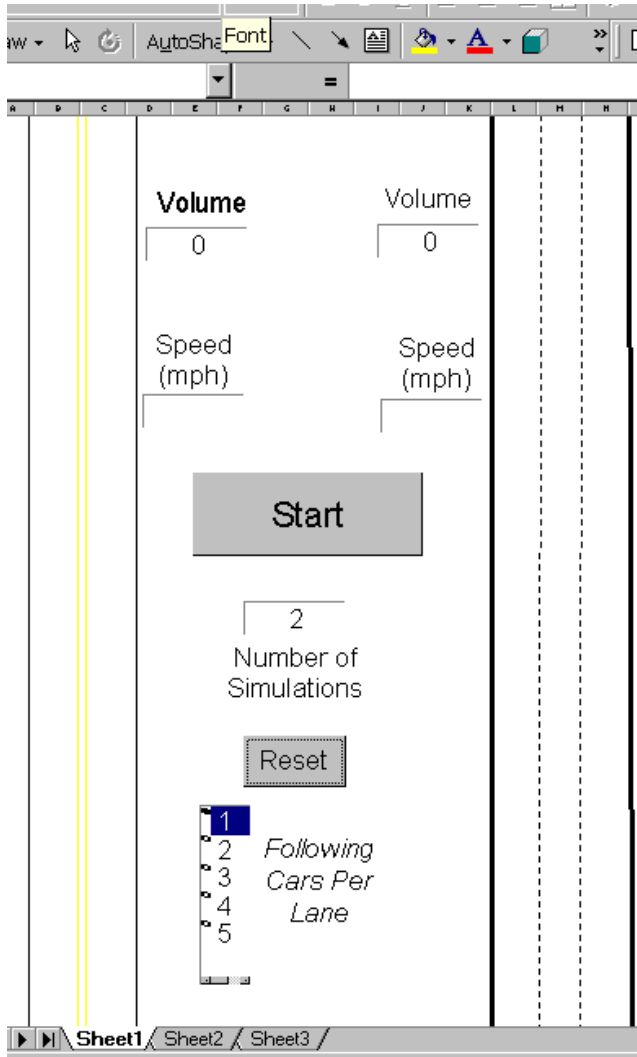 aw AutoSha Font A
=
A B C D E F G H I J K L M N
Volume Volume
0 0
Speed Speed
(mph) (mph)
Start
2
Number of
Simulations
Reset
1
2
3
4
5
Following
Cars Per
Lane
Sheet1 Sheet2 Sheet3